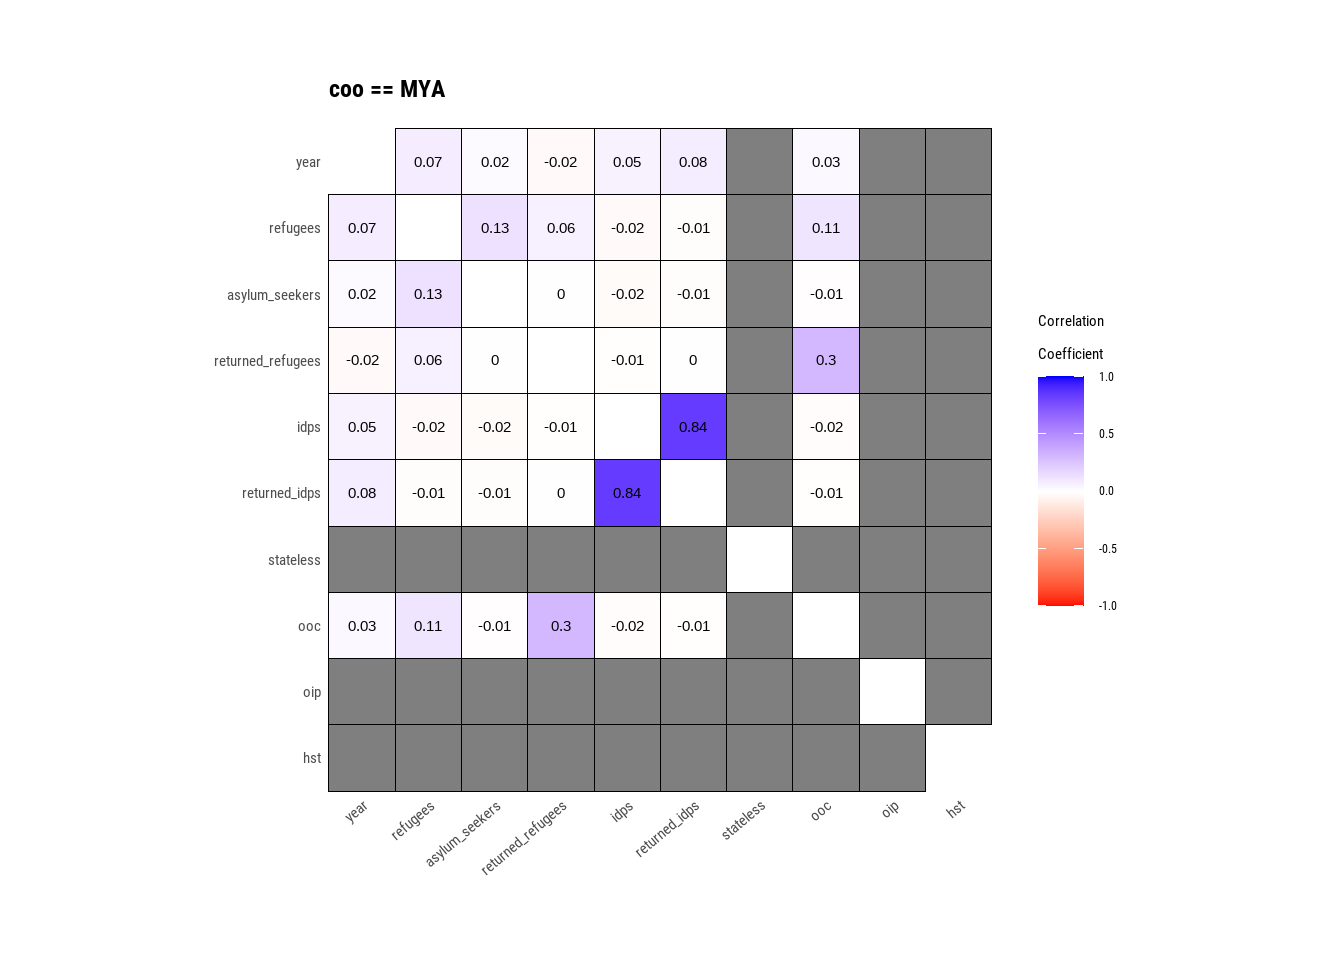 coo == MYA
year 0.07 0.02 -0.02 0.05 0.08 0.03
refugees 0.07 0.13 0.06 -0.02 -0.01 0.11
asylum_seekers 0.02 0.13 0 -0.02 -0.01 -0.01
returned_refugees -0.02 0.06 0 -0.01 0 0.3
idps 0.05 -0.02 -0.02 -0.01 0.84 -0.02
returned_idps 0.08 -0.01 -0.01 0 0.84 -0.01
stateless
ooc 0.03 0.11 -0.01 0.3 -0.02 -0.01
oip
hst
year refugees asylum_seekers returned_refugees idps returned_idps stateless ooc oip hst
Correlation
Coefficient
1.0
0.5
0.0
-0.5
-1.0